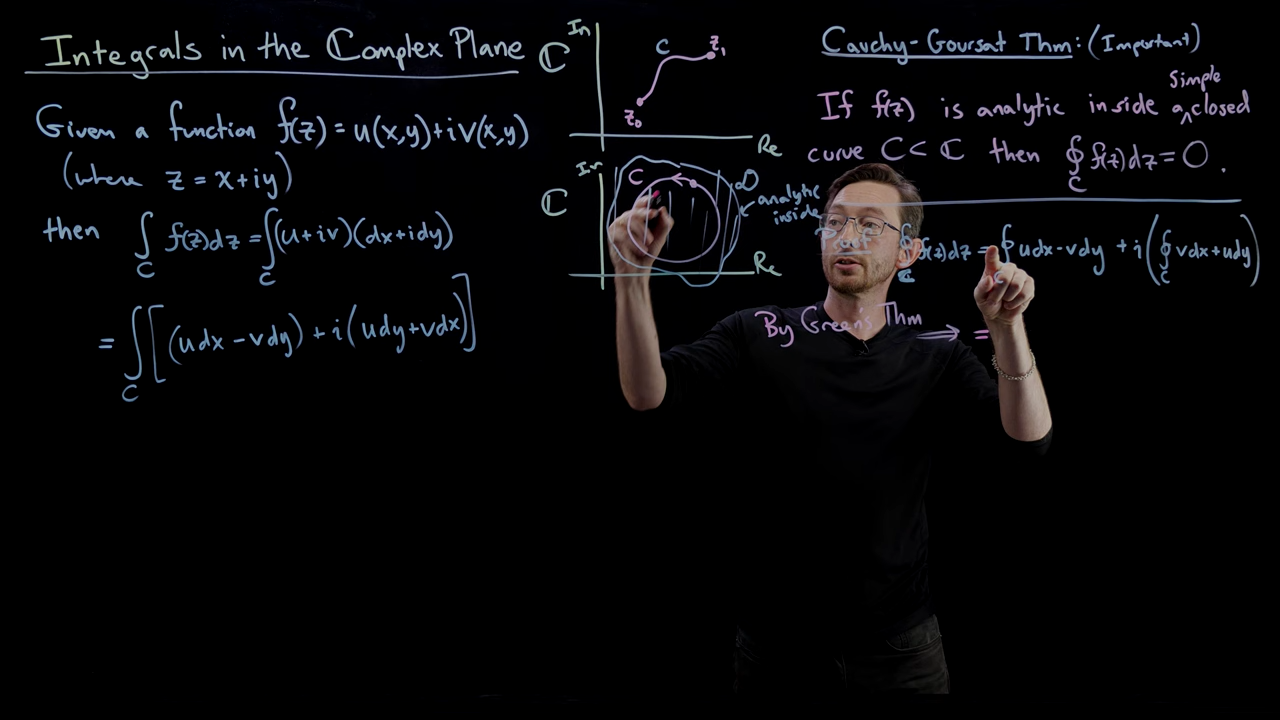 Integrals in the ℂomplex Plane
Given a function f(z) = u(x,y) + i v(x,y)
(where z = x+iy)
then ∫_C f(z)dz = ∫_C (u+iv)(dx+idy)
= ∫_C [(udx - vdy) + i(udy+vdx)]
ℂ Im C z₀ z₁ Re
ℂ Im C D Re
analytic inside
Cauchy-Goursat Thm: (Important)
If f(z) is analytic inside a simple closed
curve C < ℂ then ∮_C f(z)dz = 0.
∮_C f(z)dz = ∮_C udx - vdy + i(∮_C vdx + udy)
By Green's Thm ⟹ =